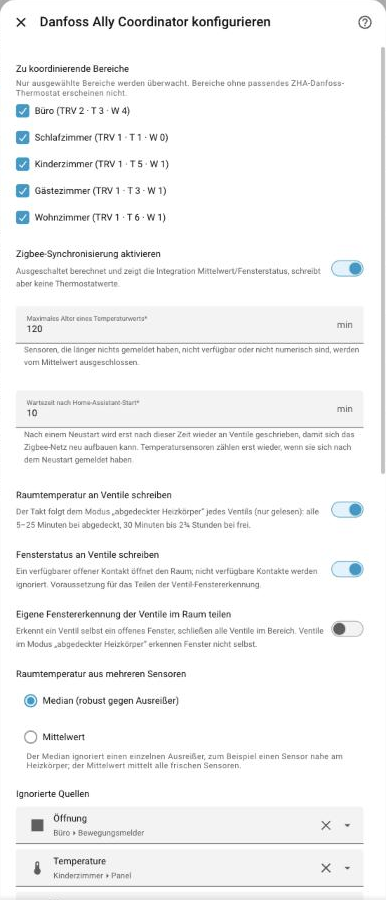 Danfoss Ally Coordinator konfigurieren
Zu koordinierende Bereiche
Nur ausgewählte Bereiche werden überwacht. Bereiche ohne passendes ZHA-Danfoss-
Thermostat erscheinen nicht.
Büro (TRV 2 · T 3 · W 4)
Schlafzimmer (TRV 1 · T 1 · W 0)
Kinderzimmer (TRV 1 · T 5 · W 1)
Gästezimmer (TRV 1 · T 3 · W 1)
Wohnzimmer (TRV 1 · T 6 · W 1)
Zigbee-Synchronisierung aktivieren
Ausgeschaltet berechnet und zeigt die Integration Mittelwert/Fensterstatus, schreibt
aber keine Thermostatwerte.
Maximales Alter eines Temperaturwerts*
120 min
Sensoren, die länger nichts gemeldet haben, nicht verfügbar oder nicht numerisch sind, werden
vom Mittelwert ausgeschlossen.
Wartezeit nach Home-Assistant-Start*
10 min
Nach einem Neustart wird erst nach dieser Zeit wieder an Ventile geschrieben, damit sich das
Zigbee-Netz neu aufbauen kann. Temperatursensoren zählen erst wieder, wenn sie sich nach
dem Neustart gemeldet haben.
Raumtemperatur an Ventile schreiben
Der Takt folgt dem Modus „abgedeckter Heizkörper" jedes Ventils (nur gelesen): alle
5–25 Minuten bei abgedeckt, 30 Minuten bis 2¾ Stunden bei frei.
Fensterstatus an Ventile schreiben
Ein verfügbarer offener Kontakt öffnet den Raum; nicht verfügbare Kontakte werden
ignoriert. Voraussetzung für das Teilen der Ventil-Fenstererkennung.
Eigene Fenstererkennung der Ventile im Raum teilen
Erkennt ein Ventil selbst ein offenes Fenster, schließen alle Ventile im Bereich. Ventile
im Modus „abgedeckter Heizkörper" erkennen Fenster nicht selbst.
Raumtemperatur aus mehreren Sensoren
Median (robust gegen Ausreißer)
Mittelwert
Der Median ignoriert einen einzelnen Ausreißer, zum Beispiel einen Sensor nahe am
Heizkörper; der Mittelwert mittelt alle frischen Sensoren.
Ignorierte Quellen
Öffnung
Büro ▸ Bewegungsmelder
Temperature
Kinderzimmer ▸ Panel